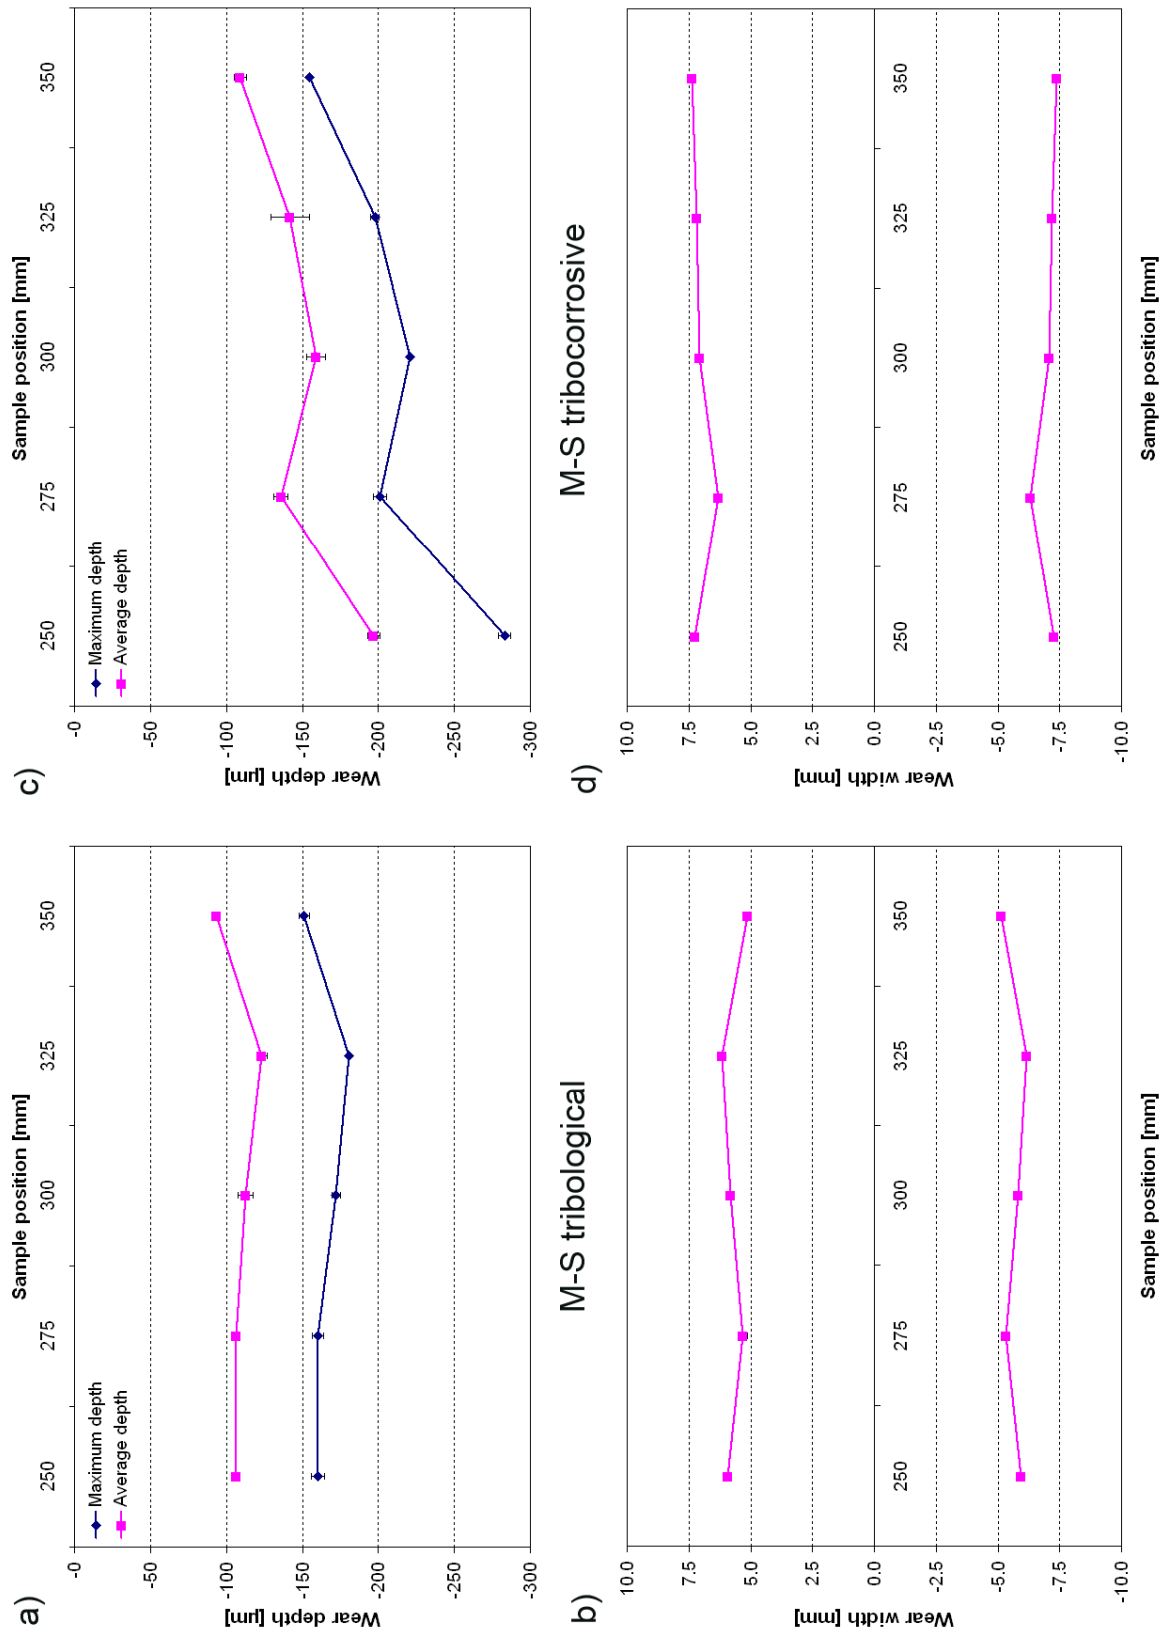 a)
Sample position [mm]
250 275 300 325 350
-0
-50
-100
-150
-200
-250
-300
Wear depth [µm]
Maximum depth
Average depth
M-S tribological
b)
10.0
7.5
5.0
2.5
0.0
-2.5
-5.0
-7.5
-10.0
Wear width [mm]
250 275 300 325 350
Sample position [mm]
c)
Sample position [mm]
250 275 300 325 350
-0
-50
-100
-150
-200
-250
-300
Wear depth [µm]
Maximum depth
Average depth
M-S tribocorrosive
d)
10.0
7.5
5.0
2.5
0.0
-2.5
-5.0
-7.5
-10.0
Wear width [mm]
250 275 300 325 350
Sample position [mm]